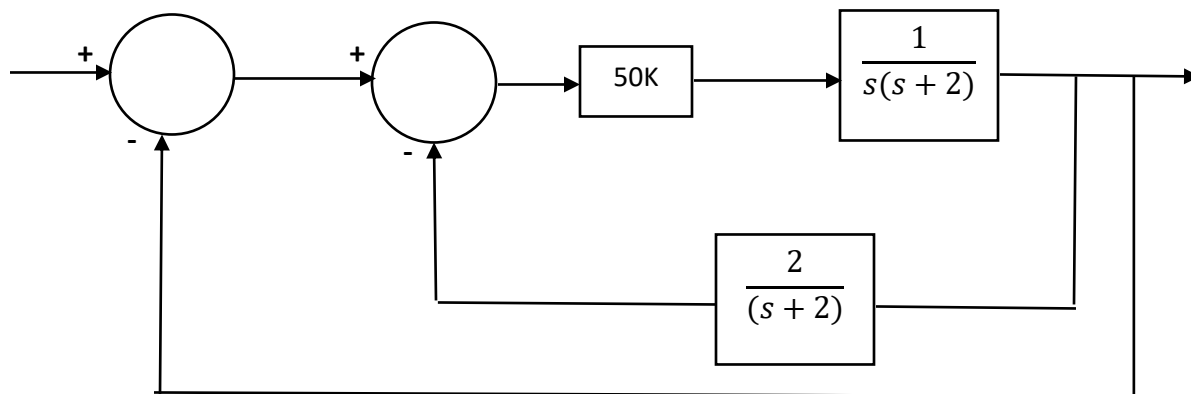 +
+
-
-
50K
1
s(s + 2)
2
(s + 2)